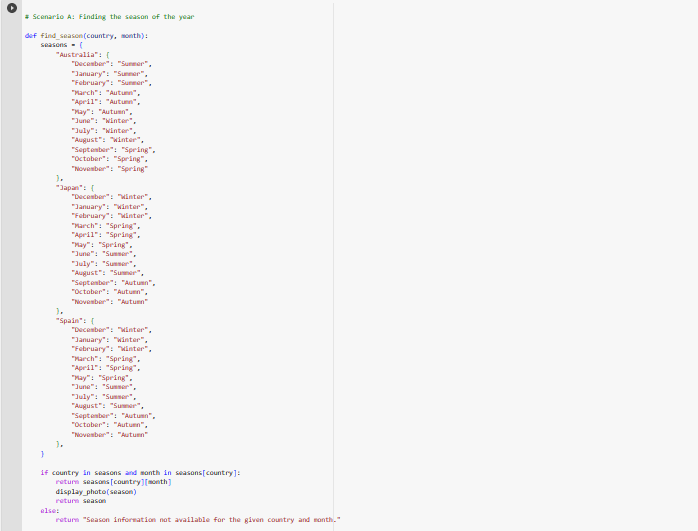 # Scenario A: Finding the season of the year
def find_season(country, month):
seasons = {
"Australia": {
"December": "Summer",
"January": "Summer",
"February": "Summer",
"March": "Autumn",
"April": "Autumn",
"May": "Autumn",
"June": "Winter",
"July": "Winter",
"August": "Winter",
"September": "Spring",
"October": "Spring",
"November": "Spring"
},
"Japan": {
"December": "Winter",
"January": "Winter",
"February": "Winter",
"March": "Spring",
"April": "Spring",
"May": "Spring",
"June": "Summer",
"July": "Summer",
"August": "Summer",
"September": "Autumn",
"October": "Autumn",
"November": "Autumn"
},
"Spain": {
"December": "Winter",
"January": "Winter",
"February": "Winter",
"March": "Spring",
"April": "Spring",
"May": "Spring",
"June": "Summer",
"July": "Summer",
"August": "Summer",
"September": "Autumn",
"October": "Autumn",
"November": "Autumn"
},
}
if country in seasons and month in seasons[country]:
return seasons[country][month]
display_photo(season)
return season
else:
return "Season information not available for the given country and month."